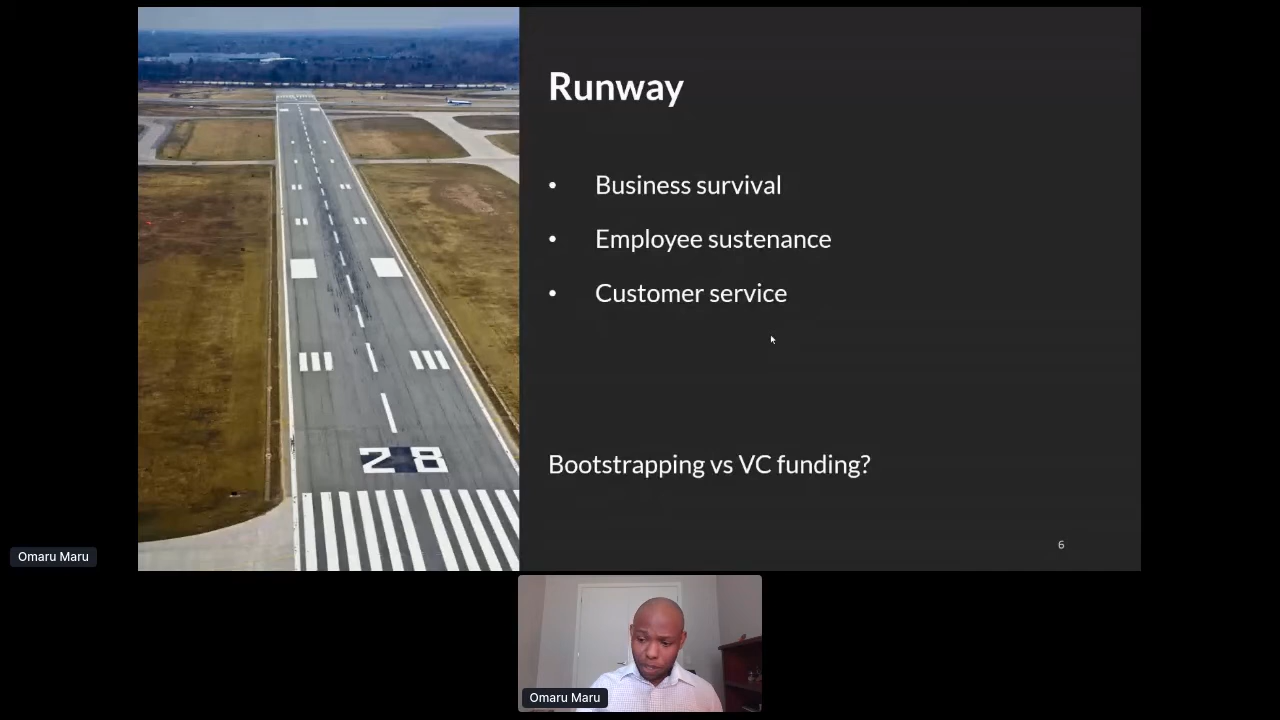 Runway
• Business survival
• Employee sustenance
• Customer service
Bootstrapping vs VC funding?
6
28
Omaru Maru
Omaru Maru